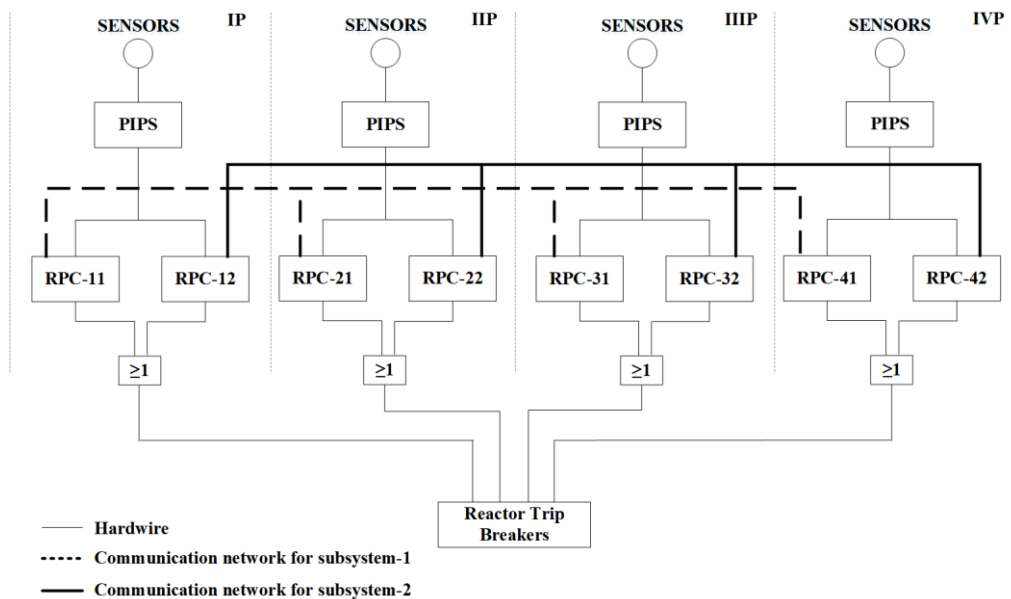 SENSORS IP SENSORS IIP SENSORS IIIP SENSORS IVP
PIPS PIPS PIPS PIPS
RPC-11 RPC-12 RPC-21 RPC-22 RPC-31 RPC-32 RPC-41 RPC-42
≥1 ≥1 ≥1 ≥1
Reactor Trip
Breakers
Hardwire
Communication network for subsystem-1
Communication network for subsystem-2